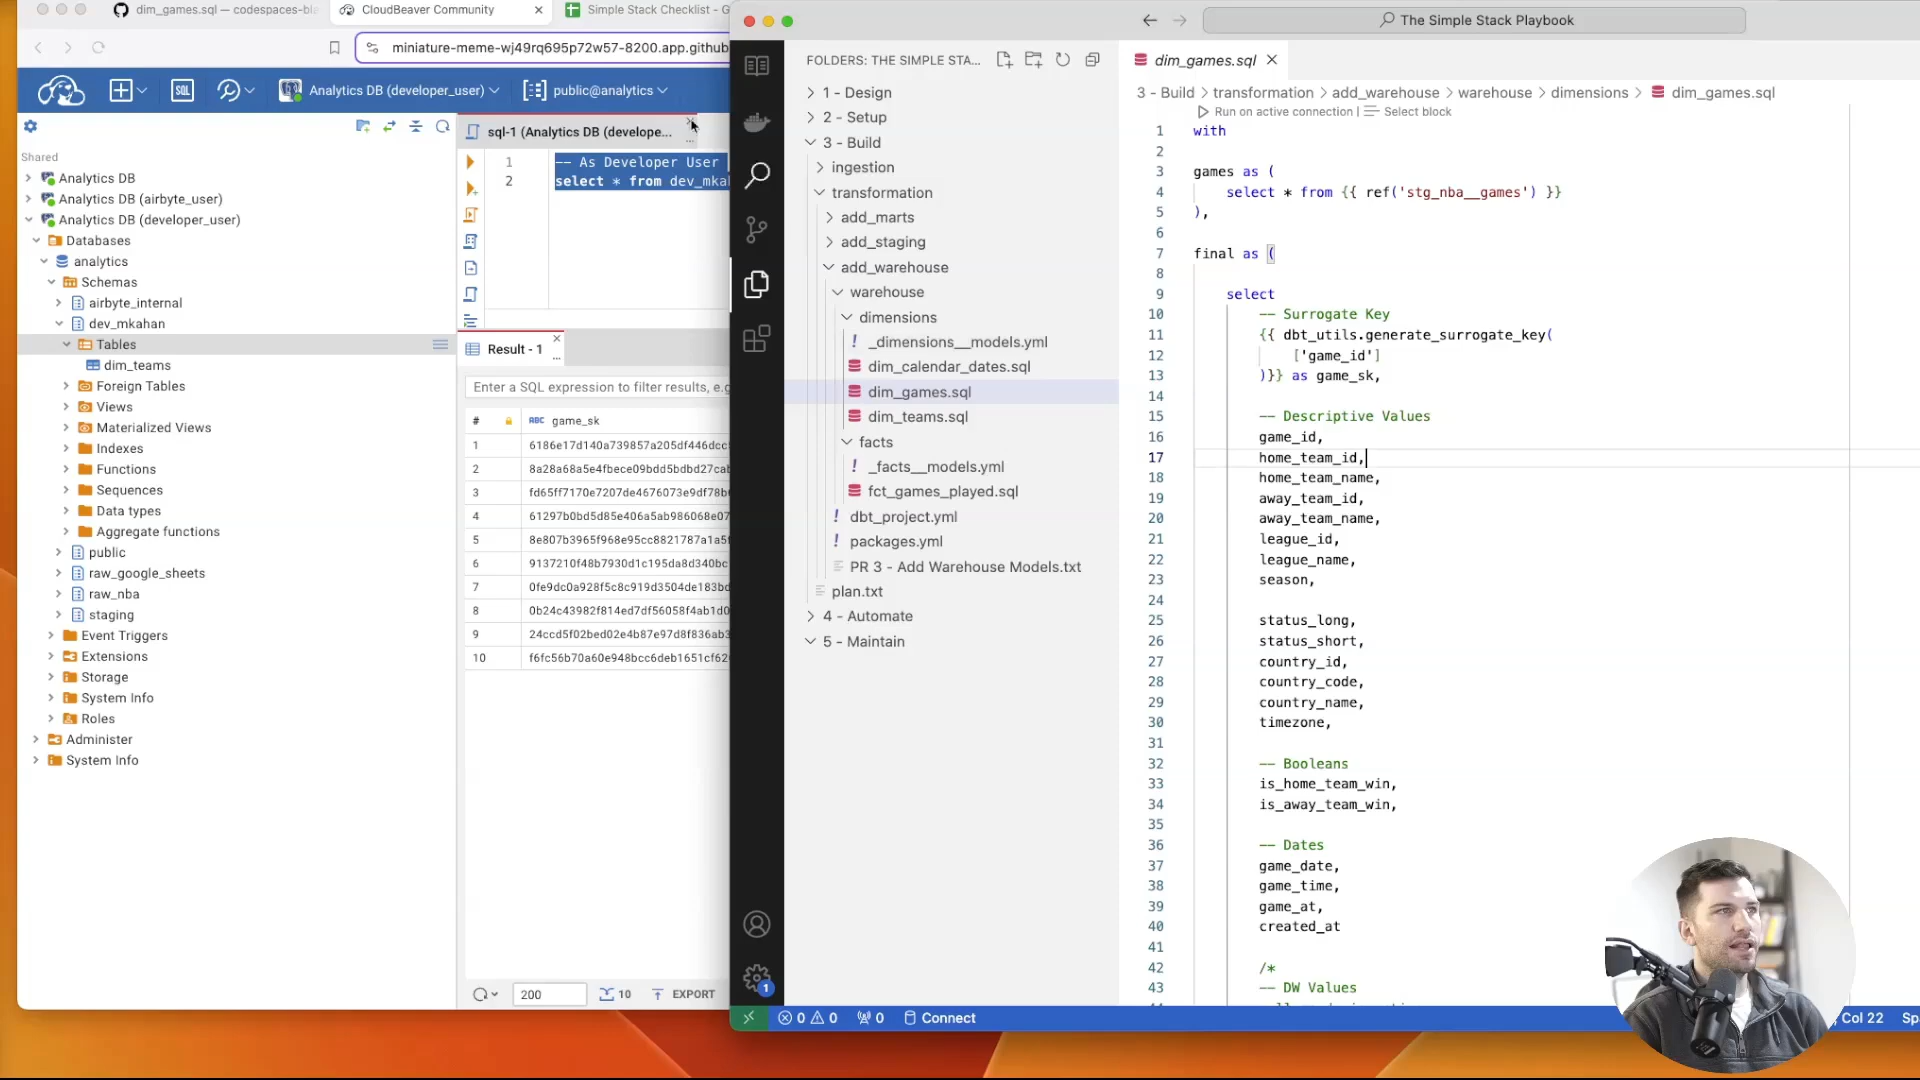 dim_games.sql — codespaces-bla
CloudBeaver Community
Simple Stack Checklist - G
miniature-meme-wj49rq695p72w57-8200.app.github
SQL
Analytics DB (developer_user)
public@analytics
Shared
Analytics DB
Analytics DB (airbyte_user)
Analytics DB (developer_user)
Databases
analytics
Schemas
airbyte_internal
dev_mkahan
Tables
dim_teams
Foreign Tables
Views
Materialized Views
Indexes
Functions
Sequences
Data types
Aggregate functions
public
raw_google_sheets
raw_nba
staging
Event Triggers
Extensions
Storage
System Info
Roles
Administer
System Info
sql-1 (Analytics DB (develope...
1 -- As Developer User
2 select * from dev_mkah
Result - 1
Enter a SQL expression to filter results, e.g
# ABC game_sk
1 6186e17d140a739857a205df446dcc
2 8a28a68a5e4fbece09bdd5bdbd27cab
3 fd65ff7170e7207de4676073e9df78b
4 61297b0bd5d85e406a5ab986068e07
5 8e807b3965f968e95cc8821787a1a5f
6 9137210f48b7930d1c195da8d340bc
7 0fe9dc0a928f5c8c919d3504de183bd
8 0b24c43982f814ed7df56058f4ab1d0
9 24ccd5f02bed02e4b87e97d8f836ab3
10 f6fc56b70a60e948bcc6deb1651cf62
200
10
EXPORT
The Simple Stack Playbook
FOLDERS: THE SIMPLE STA...
1 - Design
2 - Setup
3 - Build
ingestion
transformation
add_marts
add_staging
add_warehouse
warehouse
dimensions
! _dimensions__models.yml
dim_calendar_dates.sql
dim_games.sql
dim_teams.sql
facts
! _facts__models.yml
fct_games_played.sql
! dbt_project.yml
! packages.yml
PR 3 - Add Warehouse Models.txt
plan.txt
4 - Automate
5 - Maintain
1
dim_games.sql
3 - Build > transformation > add_warehouse > warehouse > dimensions > dim_games.sql
Run on active connection | Select block
1 with
2
3 games as (
4 select * from {{ ref('stg_nba__games') }}
5 ),
6
7 final as (
8
9 select
10 -- Surrogate Key
11 {{ dbt_utils.generate_surrogate_key(
12 ['game_id']
13 )}} as game_sk,
14
15 -- Descriptive Values
16 game_id,
17 home_team_id,
18 home_team_name,
19 away_team_id,
20 away_team_name,
21 league_id,
22 league_name,
23 season,
24
25 status_long,
26 status_short,
27 country_id,
28 country_code,
29 country_name,
30 timezone,
31
32 -- Booleans
33 is_home_team_win,
34 is_away_team_win,
35
36 -- Dates
37 game_date,
38 game_time,
39 game_at,
40 created_at
41
42 /*
43 -- DW Values
0 0 0 Connect
, Col 22 Sp